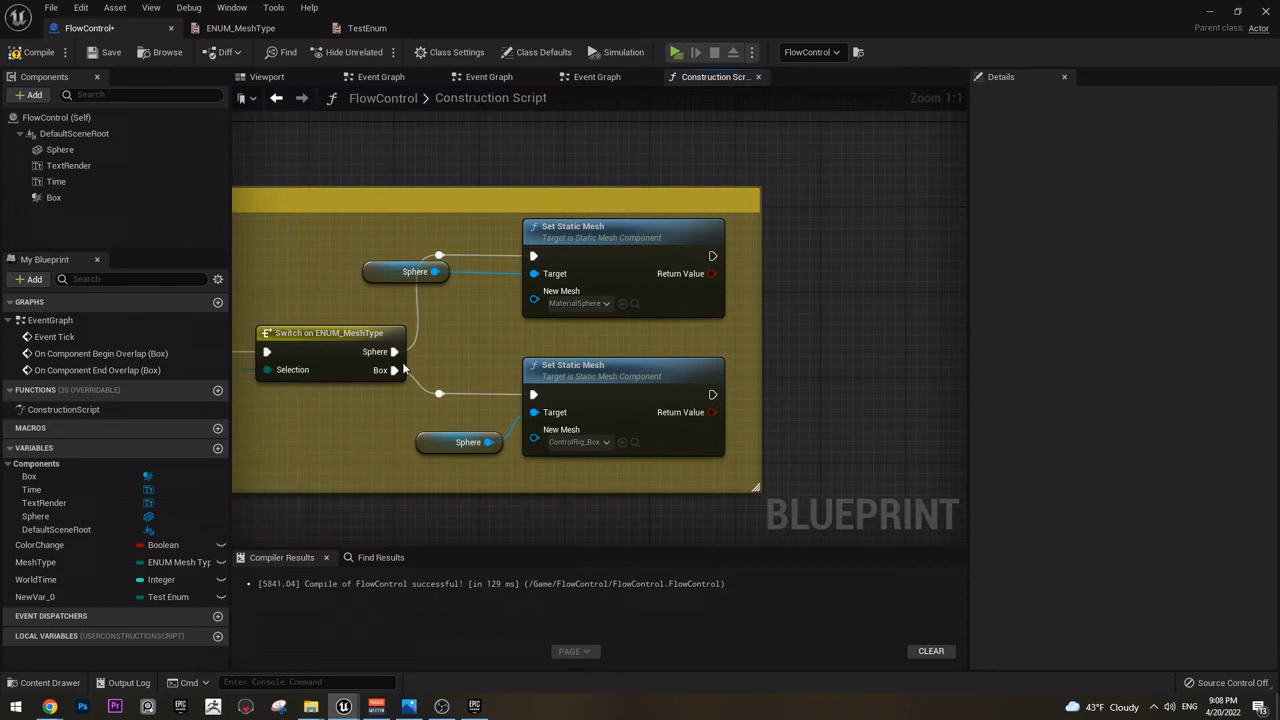 File Edit Asset View Debug Window Tools Help
FlowControl•
ENUM_MeshType
TestEnum
Parent class: Actor
Compile
Save
Browse
Diff
Find
Hide Unrelated
Class Settings
Class Defaults
Simulation
FlowControl
Components
Viewport
Event Graph
Event Graph
Event Graph
Construction Scr...
Details
Add
Search
FlowControl > Construction Script
Zoom 1:1
FlowControl (Self)
DefaultSceneRoot
Sphere
TextRender
Time
Box
My Blueprint
Add
Search
GRAPHS
EventGraph
Event Tick
On Component Begin Overlap (Box)
On Component End Overlap (Box)
FUNCTIONS (20 OVERRIDABLE)
ConstructionScript
MACROS
VARIABLES
Components
Box
Time
TextRender
Sphere
DefaultSceneRoot
ColorChange Boolean
MeshType ENUM Mesh Typ
WorldTime Integer
NewVar_0 Test Enum
EVENT DISPATCHERS
LOCAL VARIABLES (USERCONSTRUCTIONSCRIPT)
Set Static Mesh
Target is Static Mesh Component
Sphere
Target
Return Value
New Mesh
MaterialSphere
Switch on ENUM_MeshType
Sphere
Selection
Box
Set Static Mesh
Target is Static Mesh Component
Target
Return Value
New Mesh
ControlRig_Box
Sphere
BLUEPRINT
Compiler Results
Find Results
[5841.04] Compile of FlowControl successful! [in 129 ms] (/Game/FlowControl/FlowControl.FlowControl)
PAGE
CLEAR
Content Drawer
Output Log
Cmd
Enter Console Command
Source Control Off
43°F Cloudy
9:08 PM
4/20/2022